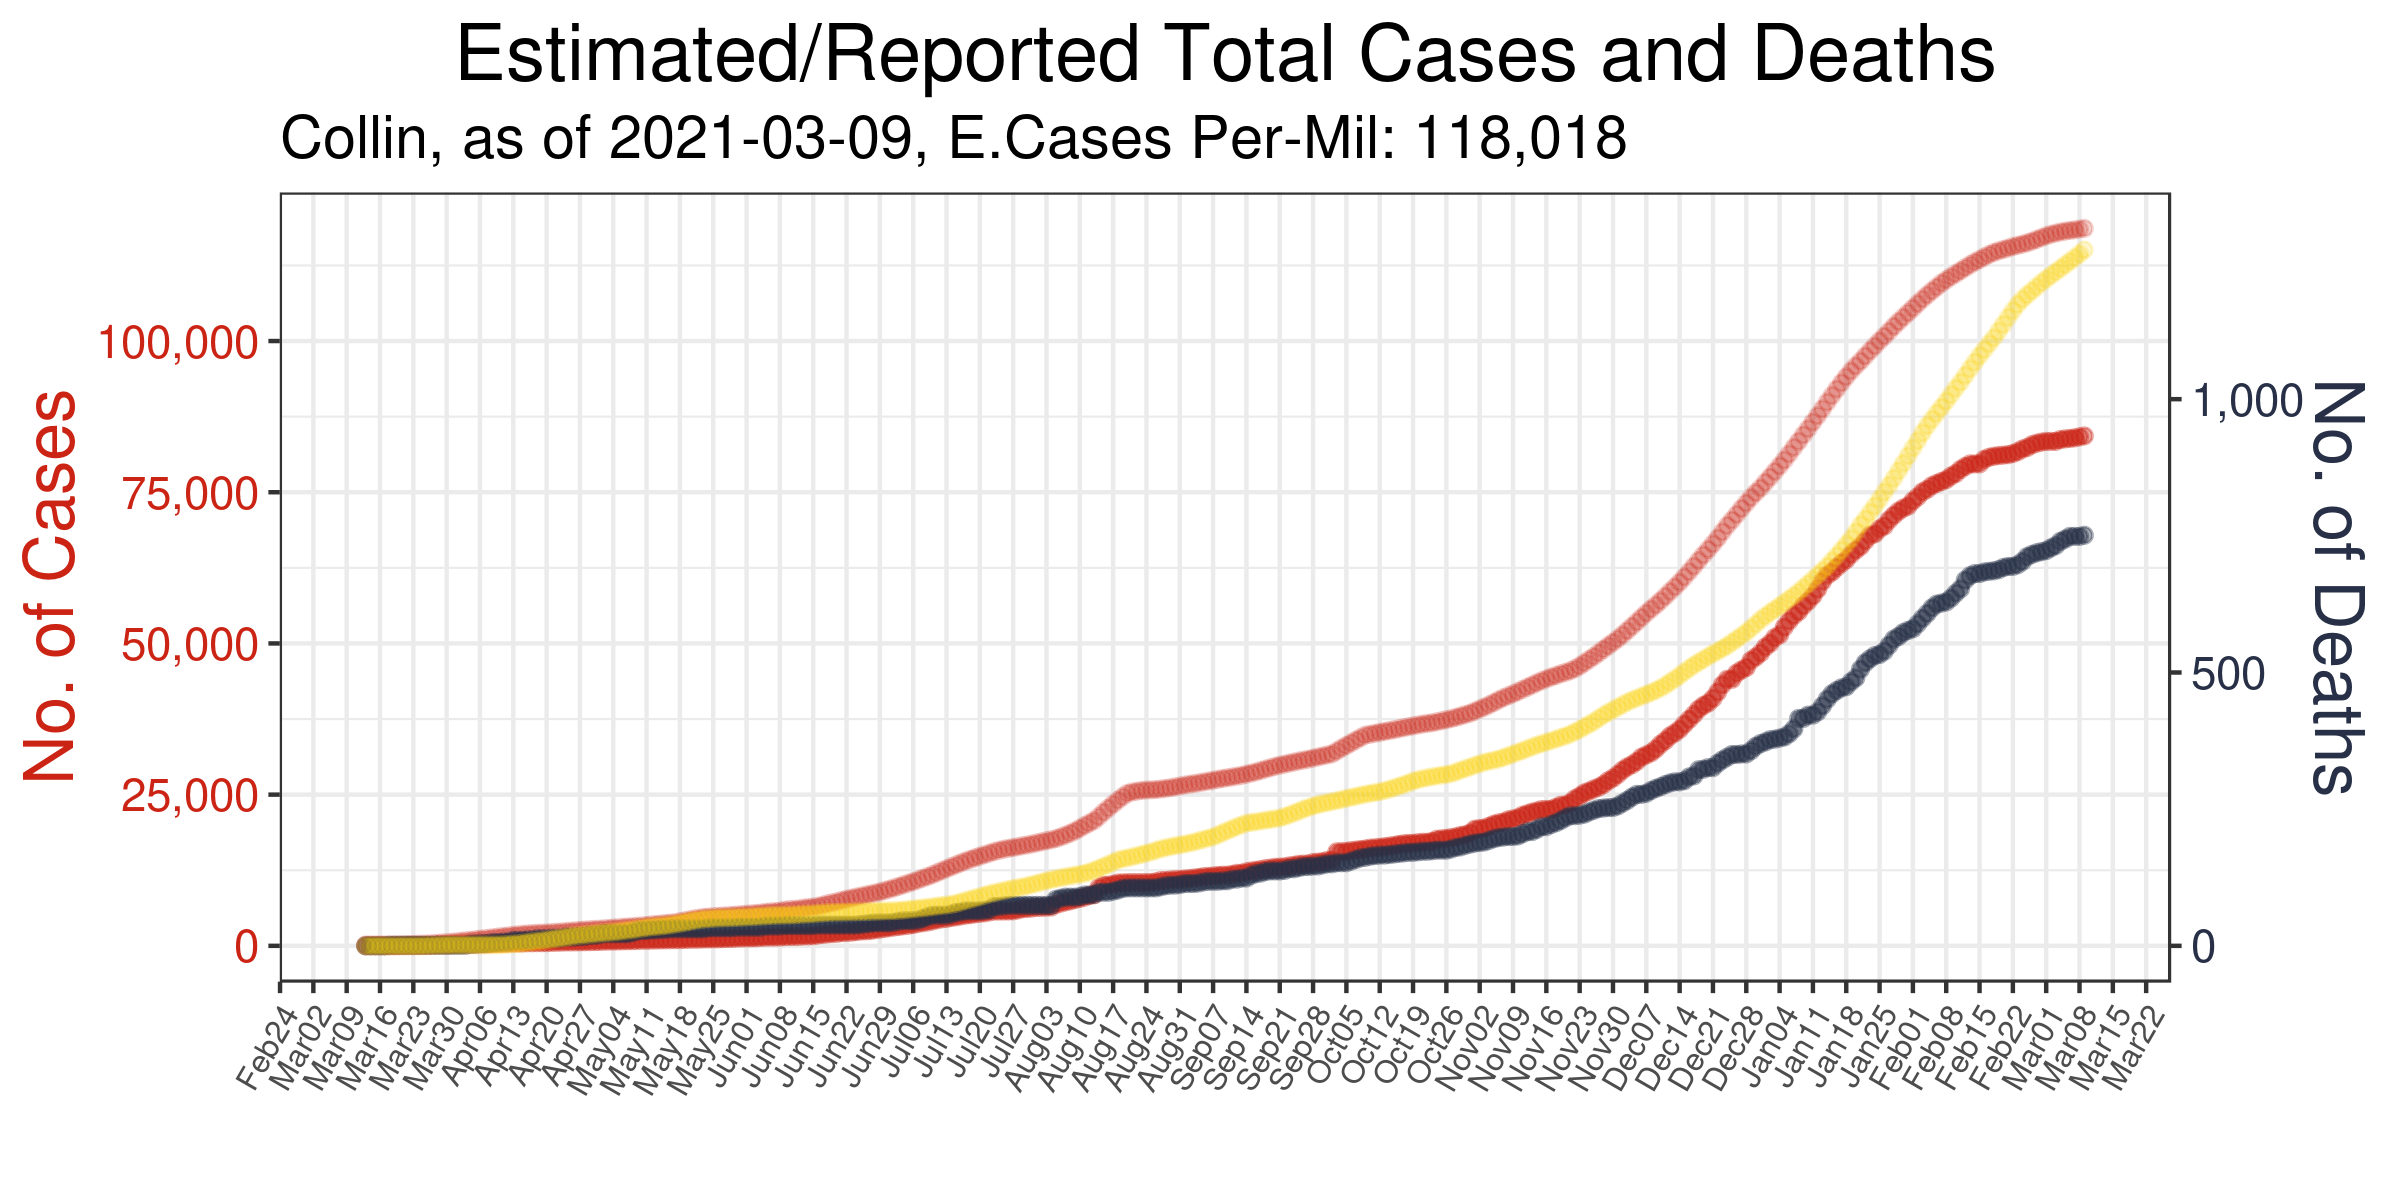 Estimated/Reported Total Cases and Deaths
Collin, as of 2021-03-09, E.Cases Per-Mil: 118,018
No. of Cases
100,000
75,000
50,000
25,000
0
1,000
500
0
No. of Deaths
Feb24
Mar02
Mar09
Mar16
Mar23
Mar30
Apr06
Apr13
Apr20
Apr27
May04
May11
May18
May25
Jun01
Jun08
Jun15
Jun22
Jun29
Jul06
Jul13
Jul20
Jul27
Aug03
Aug10
Aug17
Aug24
Aug31
Sep07
Sep14
Sep21
Sep28
Oct05
Oct12
Oct19
Oct26
Nov02
Nov09
Nov16
Nov23
Nov30
Dec07
Dec14
Dec21
Dec28
Jan04
Jan11
Jan18
Jan25
Feb01
Feb08
Feb15
Feb22
Mar01
Mar08
Mar15
Mar22